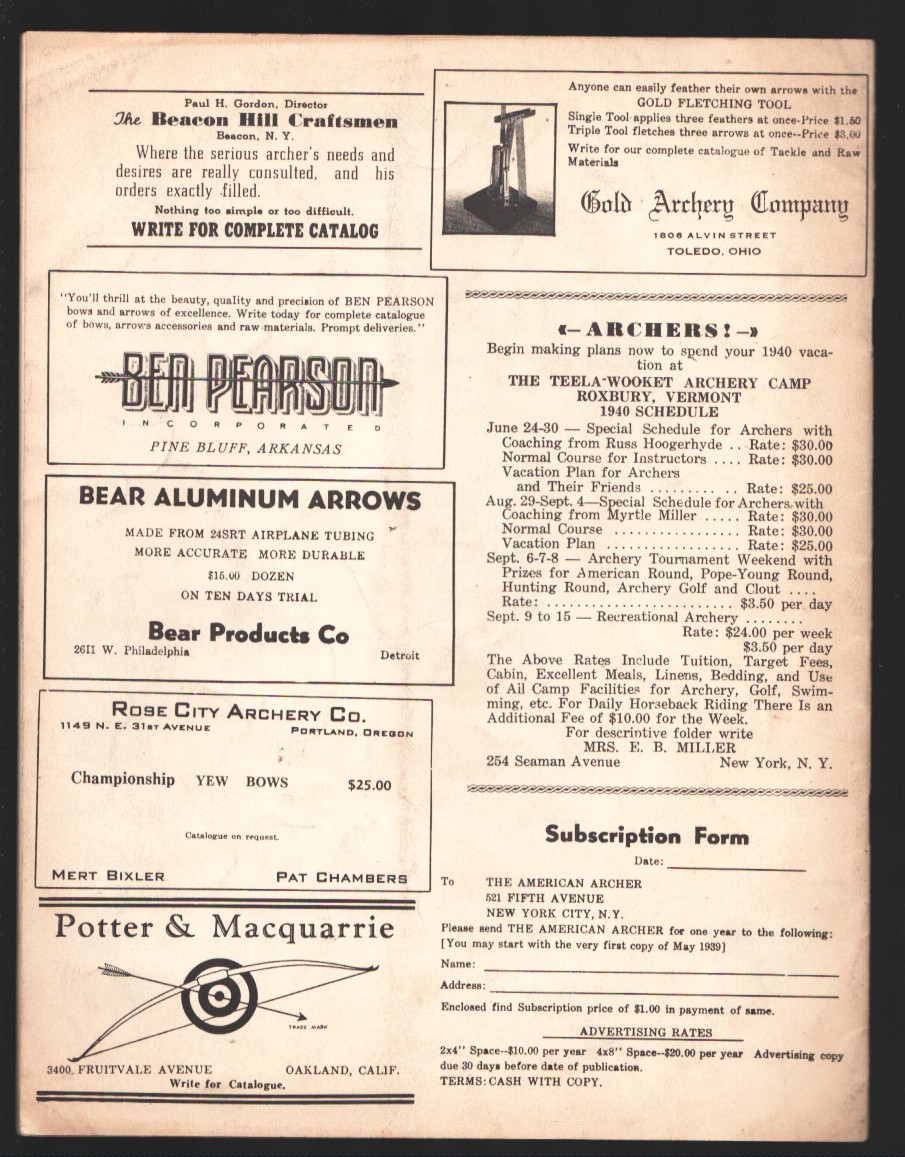 Paul H. Gordon, Director
The Beacon Hill Craftsmen
Beacon, N. Y.
Where the serious archer's needs and
desires are really consulted, and his
orders exactly filled.
Nothing too simple or too difficult.
WRITE FOR COMPLETE CATALOG
Anyone can easily feather their own arrows with the
GOLD FLETCHING TOOL
Single Tool applies three feathers at once-Price $1.50
Triple Tool fletches three arrows at once--Price $3.00
Write for our complete catalogue of Tackle and Raw
Materials
Gold Archery Company
1806 ALVIN STREET
TOLEDO, OHIO
"You'll thrill at the beauty, quality and precision of BEN PEARSON
bows and arrows of excellence. Write today for complete catalogue
of bows, arrows accessories and raw materials. Prompt deliveries."
BEN PEARSON
INCORPORATED
PINE BLUFF, ARKANSAS
BEAR ALUMINUM ARROWS
MADE FROM 24SRT AIRPLANE TUBING
MORE ACCURATE MORE DURABLE
$15.00 DOZEN
ON TEN DAYS TRIAL
Bear Products Co
2611 W. Philadelphia Detroit
ROSE CITY ARCHERY CO.
1149 N. E. 31ST AVENUE PORTLAND, OREGON
Championship YEW BOWS $25.00
Catalogue on request.
MERT BIXLER PAT CHAMBERS
Potter & Macquarrie
TRADE MARK
3400 FRUITVALE AVENUE OAKLAND, CALIF.
Write for Catalogue.
ARCHERS!
Begin making plans now to spend your 1940 vaca-
tion at
THE TEELA-WOOKET ARCHERY CAMP
ROXBURY, VERMONT
1940 SCHEDULE
June 24-30 — Special Schedule for Archers with
Coaching from Russ Hoogerhyde .. Rate: $30.00
Normal Course for Instructors .... Rate: $30.00
Vacation Plan for Archers
and Their Friends .......... Rate: $25.00
Aug. 29-Sept. 4—Special Schedule for Archers with
Coaching from Myrtle Miller ..... Rate: $30.00
Normal Course ................ Rate: $30.00
Vacation Plan ................. Rate: $25.00
Sept. 6-7-8 — Archery Tournament Weekend with
Prizes for American Round, Pope-Young Round,
Hunting Round, Archery Golf and Clout ....
Rate: ........................ $3.50 per day
Sept. 9 to 15 — Recreational Archery ........
Rate: $24.00 per week
$3.50 per day
The Above Rates Include Tuition, Target Fees,
Cabin, Excellent Meals, Linens, Bedding, and Use
of All Camp Facilities for Archery, Golf, Swim-
ming, etc. For Daily Horseback Riding There Is an
Additional Fee of $10.00 for the Week.
For descriptive folder write
MRS. E. B. MILLER
254 Seaman Avenue New York, N. Y.
Subscription Form
Date:
To THE AMERICAN ARCHER
521 FIFTH AVENUE
NEW YORK CITY, N.Y.
Please send THE AMERICAN ARCHER for one year to the following:
[You may start with the very first copy of May 1939]
Name:
Address:
Enclosed find Subscription price of $1.00 in payment of same.
ADVERTISING RATES
2x4" Space--$10.00 per year 4x8" Space--$20.00 per year Advertising copy
due 30 days before date of publication.
TERMS: CASH WITH COPY.